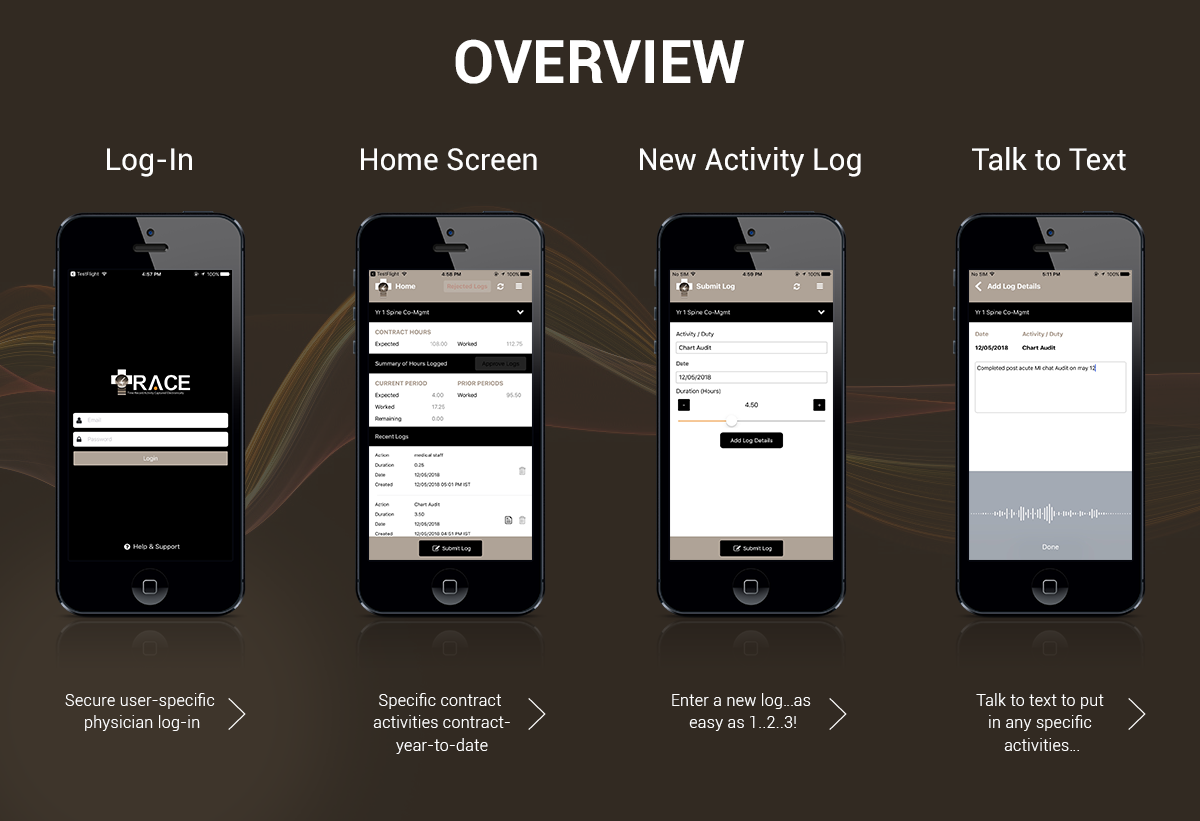 OVERVIEW
Log-In
Home Screen
New Activity Log
Talk to Text
TestFlight 4:57 PM 100%
TRACE
Time Record Activity Capture Electronically
Email
Password
Login
Help & Support
TestFlight 4:58 PM 100%
Home Rejected Logs
Yr 1 Spine Co-Mgmt
CONTRACT HOURS
Expected 108.00 Worked 112.75
Summary of Hours Logged Approve Logs
CURRENT PERIOD PRIOR PERIODS
Expected 4.00 Worked 95.50
Worked 17.25
Remaining 0.00
Recent Logs
Action medical staff
Duration 0.25
Date 12/05/2018
Created 12/05/2018 05:01 PM IST
Action Chart Audit
Duration 3.50
Date 12/05/2018
Created 12/05/2018 04:51 PM IST
Submit Log
No SIM 4:59 PM 100%
Submit Log
Yr 1 Spine Co-Mgmt
Activity / Duty
Chart Audit
Date
12/05/2018
Duration (Hours)
- 4.50 +
Add Log Details
Submit Log
No SIM 5:11 PM 100%
Add Log Details
Yr 1 Spine Co-Mgmt
Date Activity / Duty
12/05/2018 Chart Audit
Completed post acute MI chat Audit on may 12
Done
Secure user-specific
physician log-in
Specific contract
activities contract-
year-to-date
Enter a new log...as
easy as 1..2..3!
Talk to text to put
in any specific
activities...